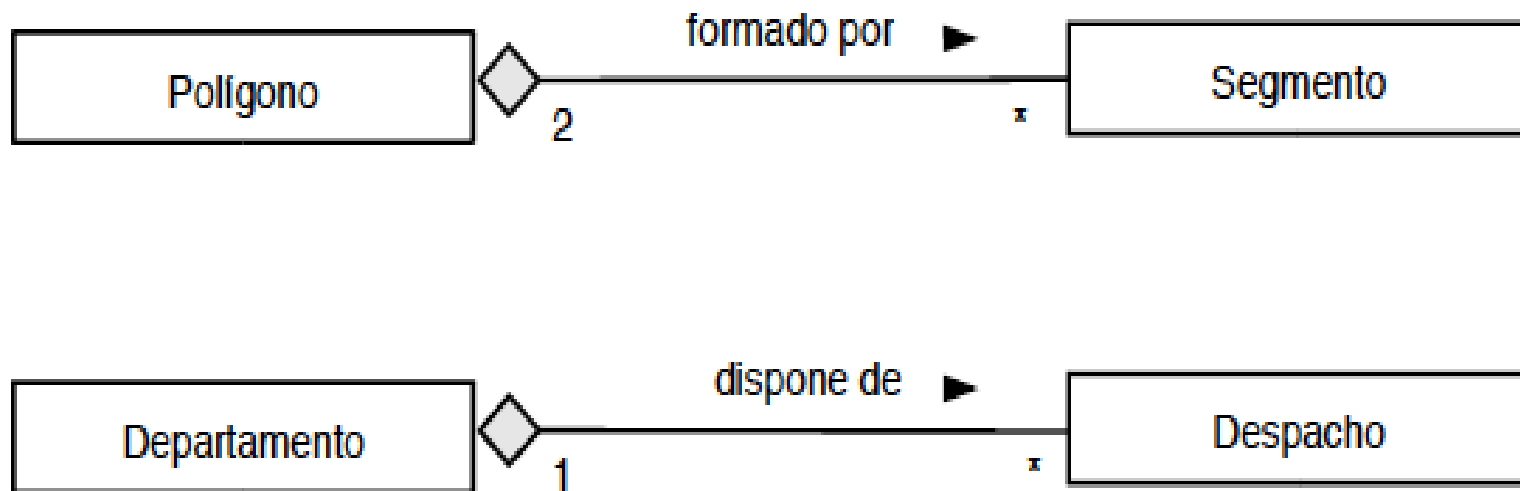 formado por
Polígono
Segmento
2
*
dispone de
Departamento
Despacho
1
*